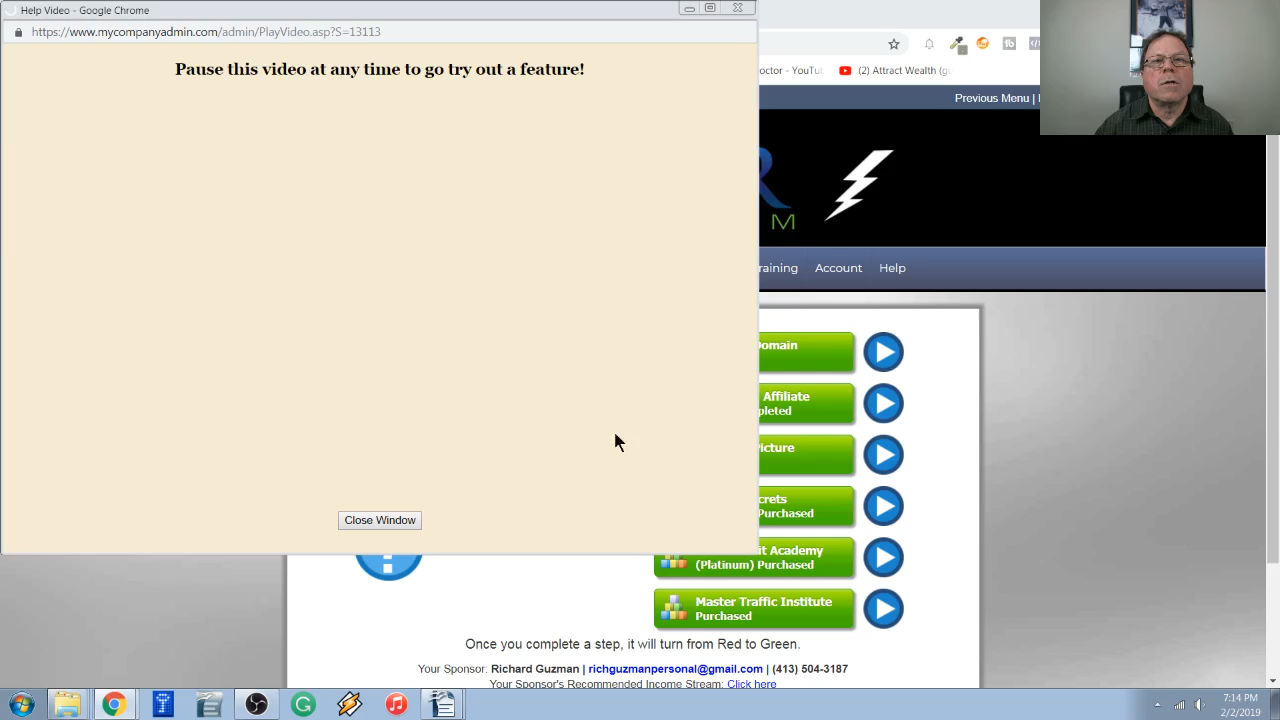 Help Video - Google Chrome
https://www.mycompanyadmin.com/admin/PlayVideo.asp?S=13113
Pause this video at any time to go try out a feature!
octor - YouTu
(2) Attract Wealth (g
Previous Menu |
R
M
raining Account Help
Domain
Affiliate
pleted
Picture
crets
Purchased
it Academy
(Platinum) Purchased
Master Traffic Institute
Purchased
Close Window
Once you complete a step, it will turn from Red to Green.
Your Sponsor: Richard Guzman | richguzmanpersonal@gmail.com | (413) 504-3187
Your Sponsor's Recommended Income Stream: Click here
7:14 PM
2/2/2019